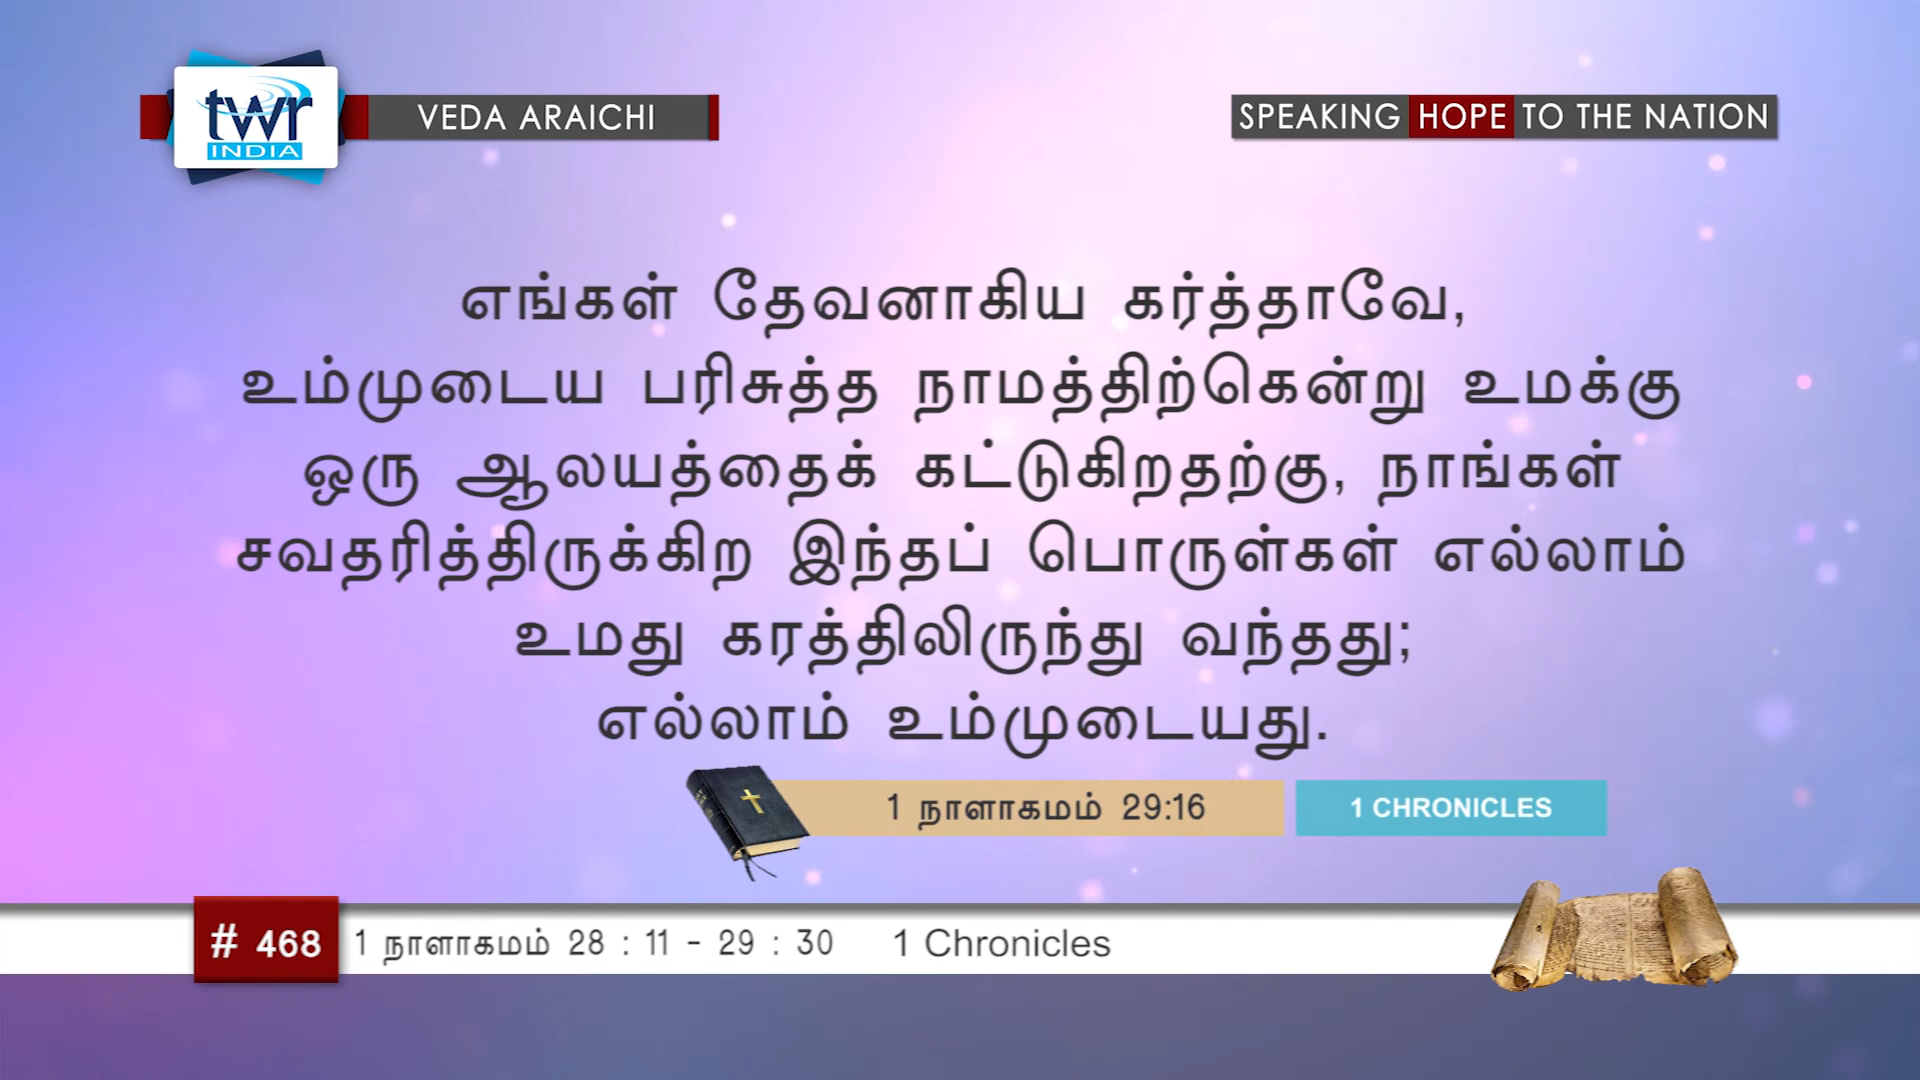 twr
INDIA
VEDA ARAICHI
SPEAKING HOPE TO THE NATION
எங்கள் தேவனாகிய கர்த்தாவே,
உம்முடைய பரிசுத்த நாமத்திற்கென்று உமக்கு
ஒரு ஆலயத்தைக் கட்டுகிறதற்கு, நாங்கள்
சவதரித்திருக்கிற இந்தப் பொருள்கள் எல்லாம்
உமது கரத்திலிருந்து வந்தது;
எல்லாம் உம்முடையது.
1 நாளாகமம் 29:16
1 CHRONICLES
# 468
1 நாளாகமம் 28 : 11 - 29 : 30 1 Chronicles